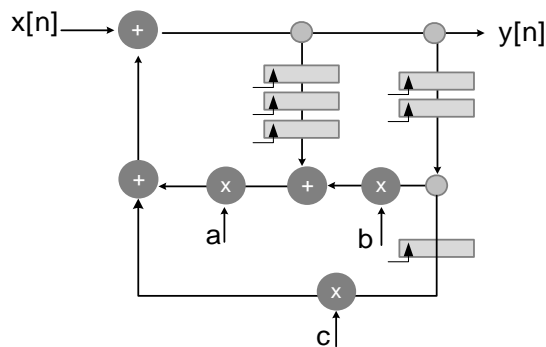 x[n] + y[n]
+ x + x
a b
x
c